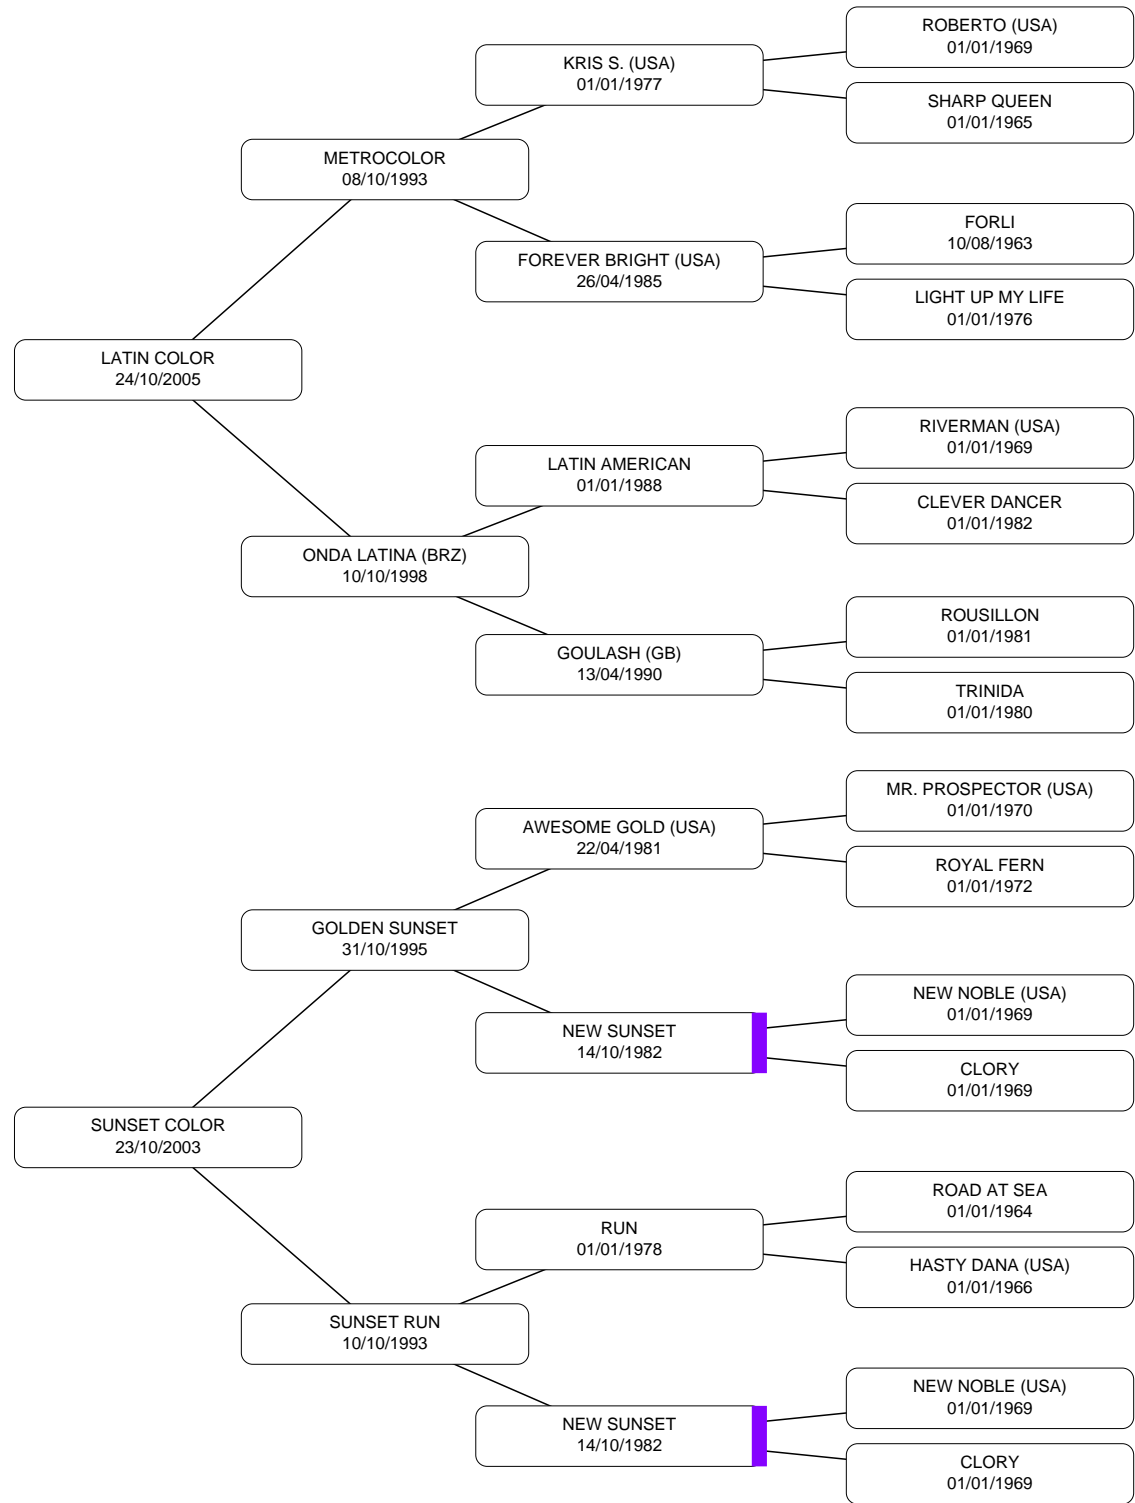 ROBERTO (USA)
01/01/1969
KRIS S. (USA)
01/01/1977
SHARP QUEEN
01/01/1965
METROCOLOR
08/10/1993
FORLI
10/08/1963
FOREVER BRIGHT (USA)
26/04/1985
LIGHT UP MY LIFE
01/01/1976
LATIN COLOR
24/10/2005
RIVERMAN (USA)
01/01/1969
LATIN AMERICAN
01/01/1988
CLEVER DANCER
01/01/1982
ONDA LATINA (BRZ)
10/10/1998
ROUSILLON
01/01/1981
GOULASH (GB)
13/04/1990
TRINIDA
01/01/1980
MR. PROSPECTOR (USA)
01/01/1970
AWESOME GOLD (USA)
22/04/1981
ROYAL FERN
01/01/1972
GOLDEN SUNSET
31/10/1995
NEW NOBLE (USA)
01/01/1969
NEW SUNSET
14/10/1982
CLORY
01/01/1969
SUNSET COLOR
23/10/2003
ROAD AT SEA
01/01/1964
RUN
01/01/1978
HASTY DANA (USA)
01/01/1966
SUNSET RUN
10/10/1993
NEW NOBLE (USA)
01/01/1969
NEW SUNSET
14/10/1982
CLORY
01/01/1969